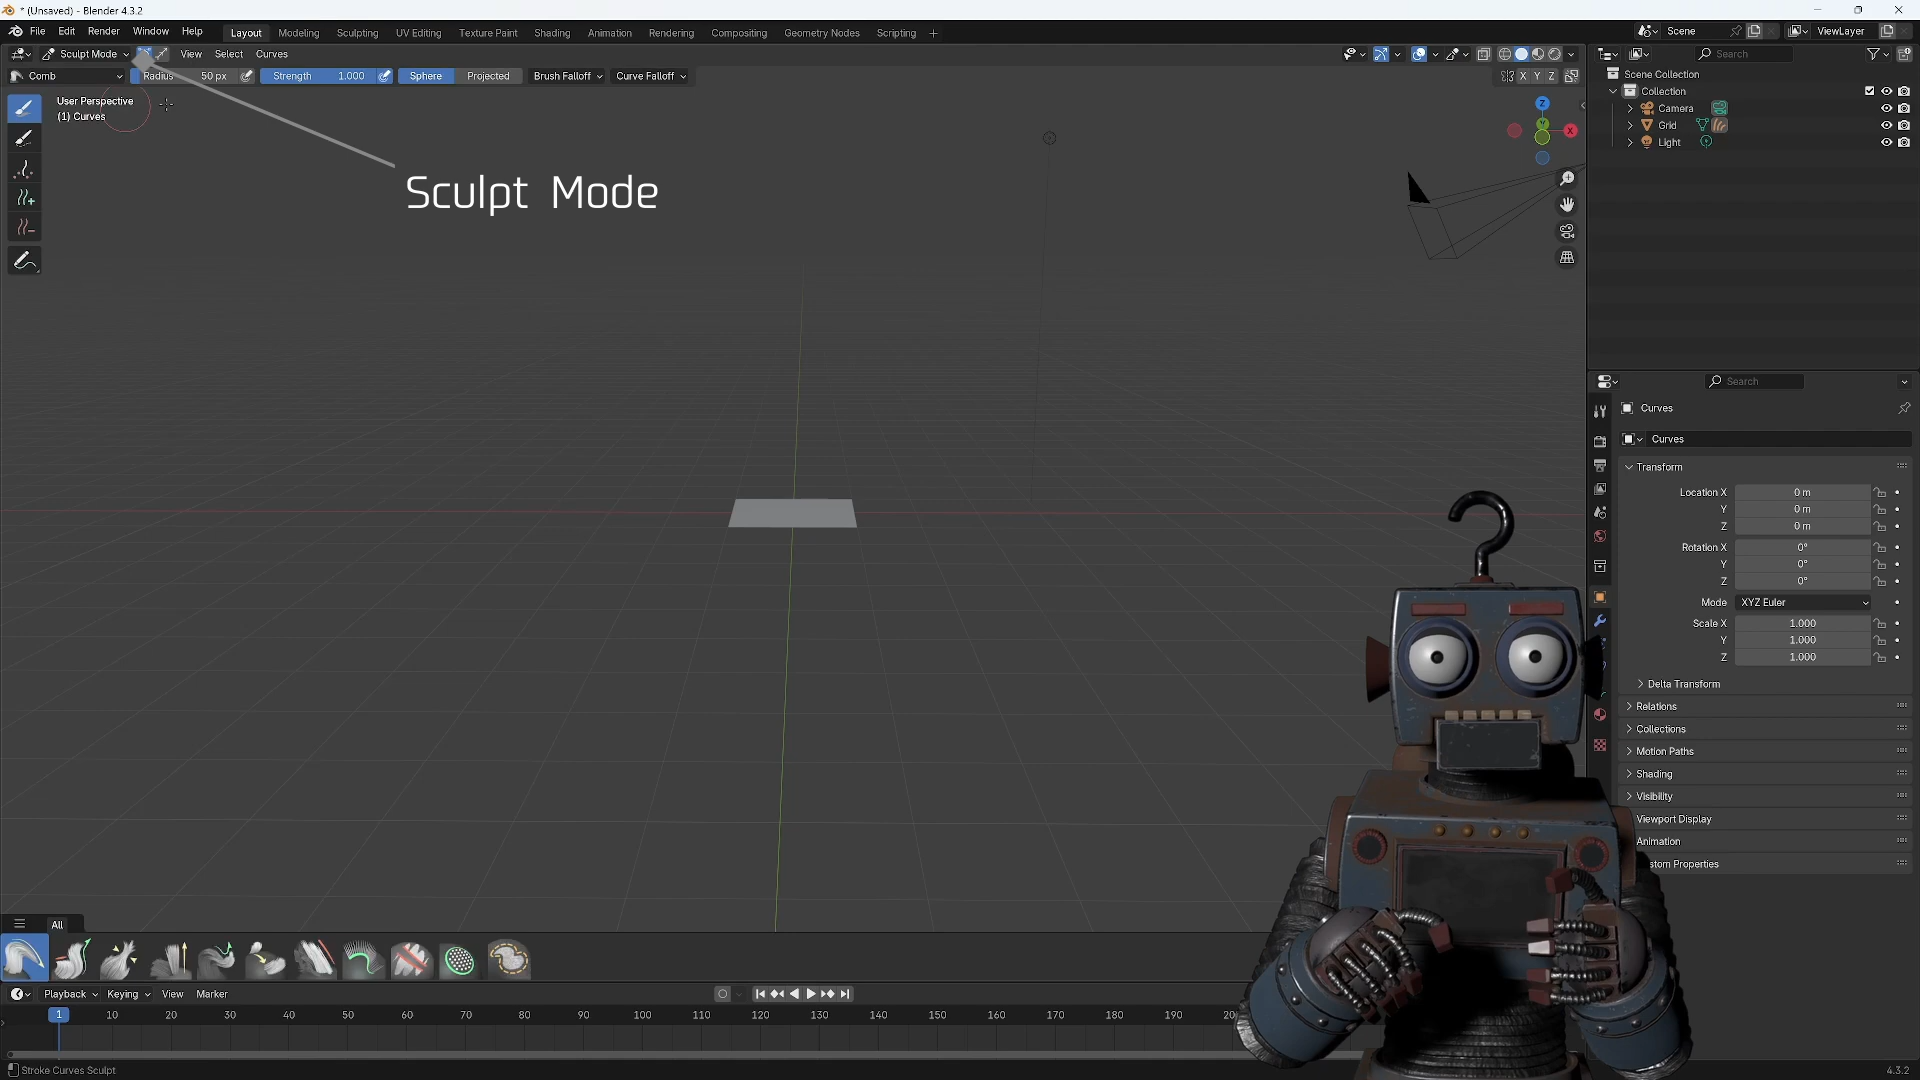 * (Unsaved) - Blender 4.3.2
File Edit Render Window Help
Layout Modeling Sculpting UV Editing Texture Paint Shading Animation Rendering Compositing Geometry Nodes Scripting +
Scene
ViewLayer
Sculpt Mode View Select Curves
Search
Comb
Radius 50 px
Strength 1.000
Sphere Projected
Brush Falloff
Curve Falloff
X Y Z
User Perspective
(1) Curves
Z
Y
X
Sculpt Mode
Scene Collection
Collection
Camera
Grid
Light
Search
Curves
Curves
Transform
Location X 0 m
Y 0 m
Z 0 m
Rotation X 0°
Y 0°
Z 0°
Mode XYZ Euler
Scale X 1.000
Y 1.000
Z 1.000
Delta Transform
Relations
Collections
Motion Paths
Shading
Visibility
Viewport Display
Animation
stom Properties
All
Playback Keying View Marker
1 10 20 30 40 50 60 70 80 90 100 110 120 130 140 150 160 170 180 190 20
Stroke Curves Sculpt
4.3.2